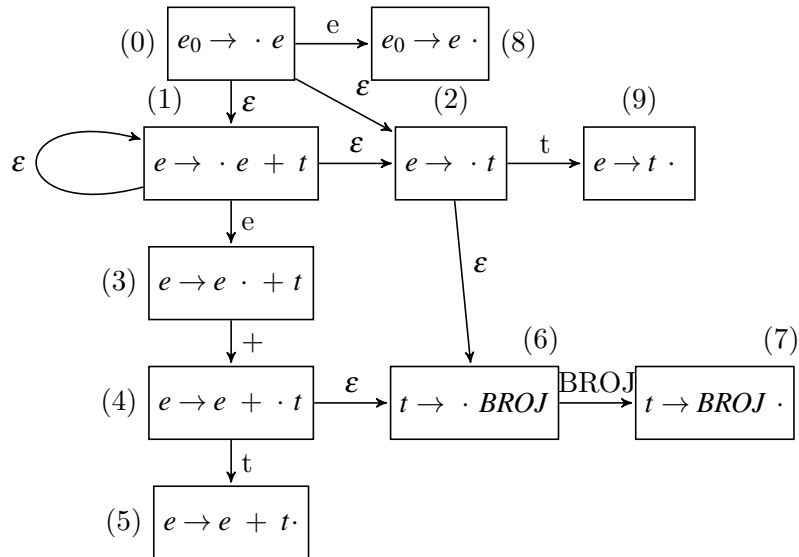 (0) e₀ → · e e e₀ → e · (8)
(1) ε ε (2) (9)
ε e → · e + t ε e → · t t e → t ·
e
(3) e → e · + t ε
+ (6) (7)
(4) e → e + · t ε t → · BROJ BROJ t → BROJ ·
t
(5) e → e + t·